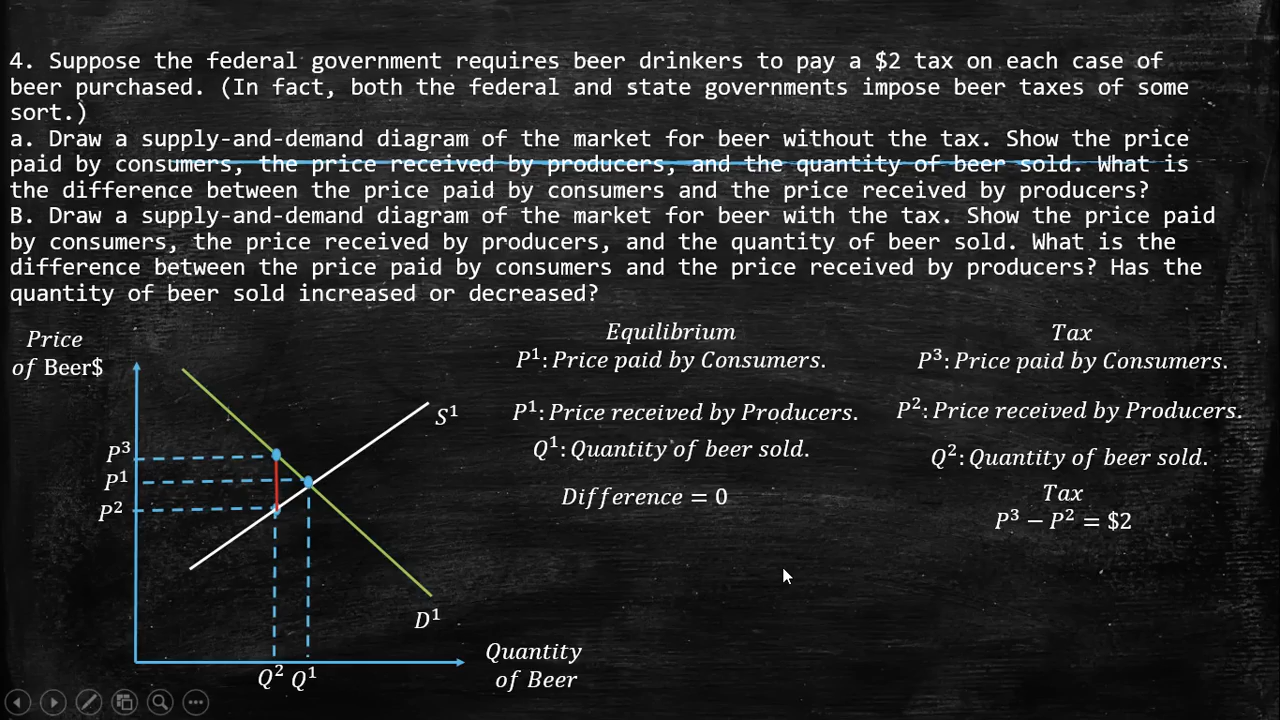 4. Suppose the federal government requires beer drinkers to pay a $2 tax on each case of
beer purchased. (In fact, both the federal and state governments impose beer taxes of some
sort.)
a. Draw a supply-and-demand diagram of the market for beer without the tax. Show the price
paid by consumers, the price received by producers, and the quantity of beer sold. What is
the difference between the price paid by consumers and the price received by producers?
B. Draw a supply-and-demand diagram of the market for beer with the tax. Show the price paid
by consumers, the price received by producers, and the quantity of beer sold. What is the
difference between the price paid by consumers and the price received by producers? Has the
quantity of beer sold increased or decreased?
Price
of Beer$
P³
P¹
P²
S¹
D¹
Q² Q¹
Quantity
of Beer
Equilibrium
P¹: Price paid by Consumers.
P¹: Price received by Producers.
Q¹: Quantity of beer sold.
Difference = 0
Tax
P³: Price paid by Consumers.
P²: Price received by Producers.
Q²: Quantity of beer sold.
Tax
P³ − P² = $2